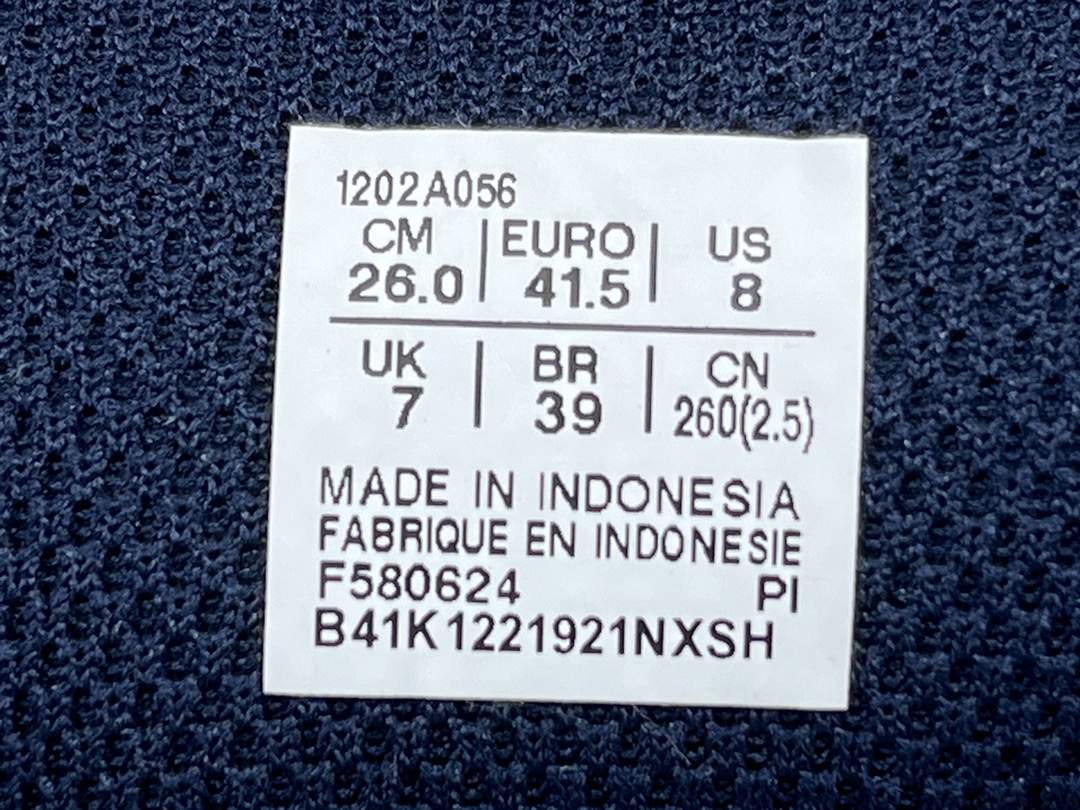 1202A056
CM | EURO | US
26.0 | 41.5 | 8
UK | BR | CN
7 | 39 | 260(2.5)
MADE IN INDONESIA
FABRIQUE EN INDONESIE
F580624 PI
B41K1221921NXSH